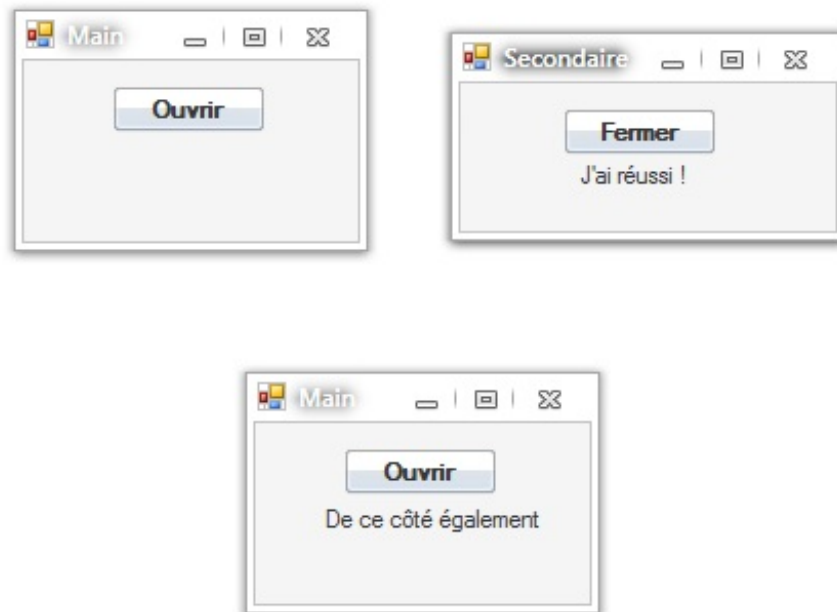 Main
Ouvrir
Secondaire
Fermer
J'ai réussi !
Main
Ouvrir
De ce côté également